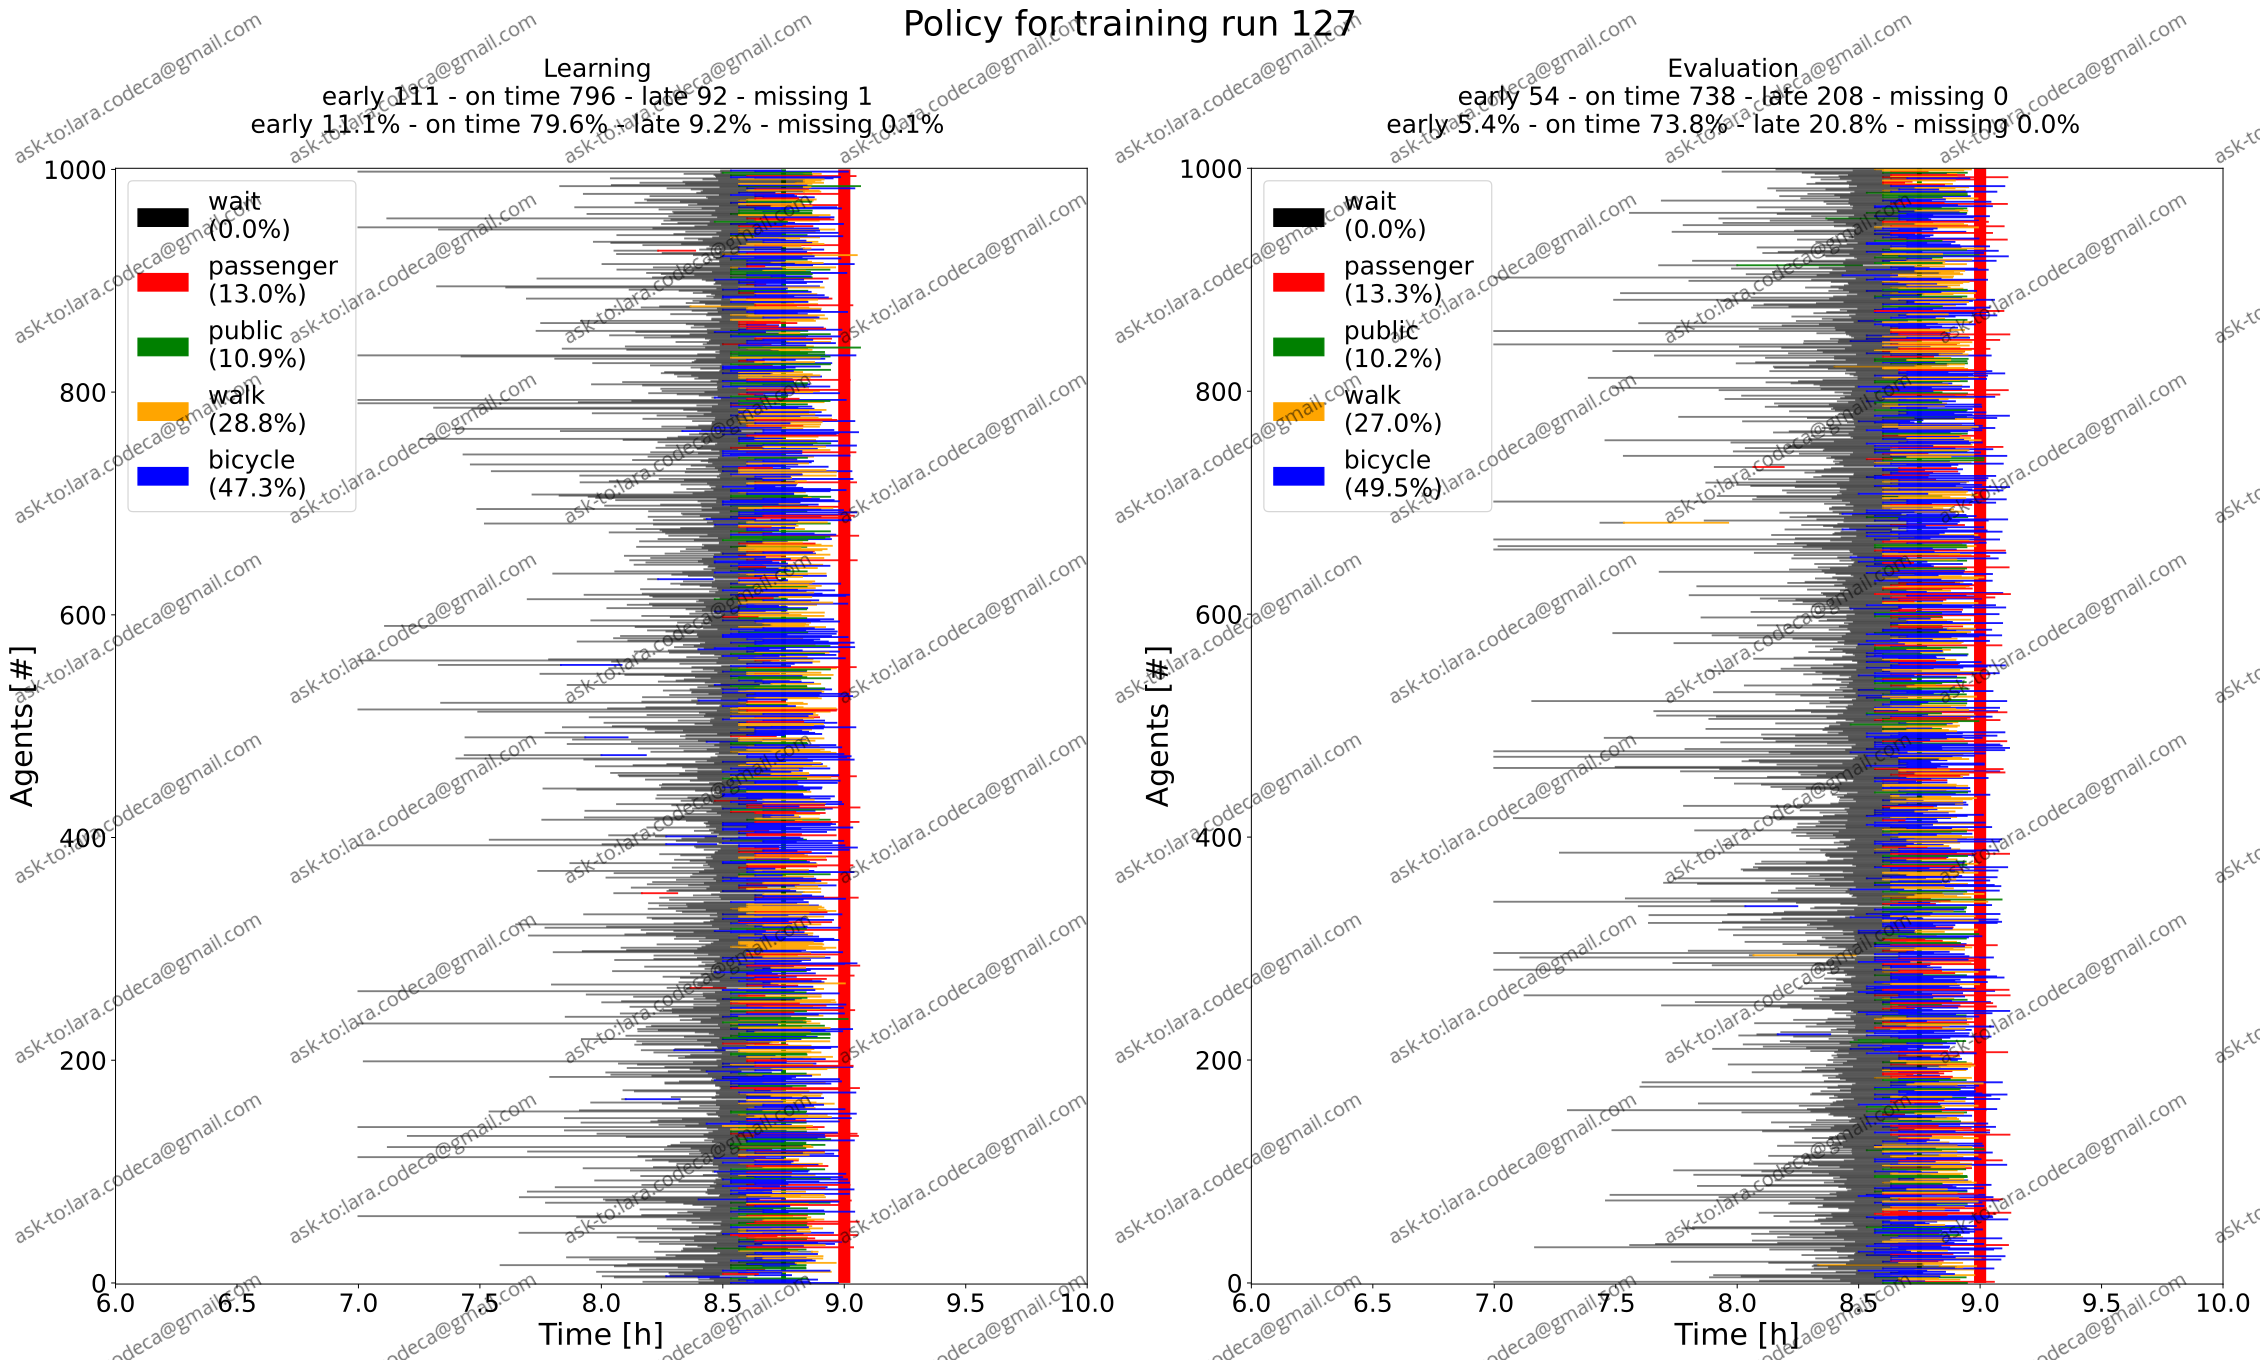 Policy for training run 127
Learning
early 111 - on time 796 - late 92 - missing 1
early 11.1% - on time 79.6% - late 9.2% - missing 0.1%
1000
800
600
400
200
0
Agents [#]
wait
(0.0%)
passenger
(13.0%)
public
(10.9%)
walk
(28.8%)
bicycle
(47.3%)
6.0 6.5 7.0 7.5 8.0 8.5 9.0 9.5 10.0
Time [h]
Evaluation
early 54 - on time 738 - late 208 - missing 0
early 5.4% - on time 73.8% - late 20.8% - missing 0.0%
1000
800
600
400
200
0
Agents [#]
wait
(0.0%)
passenger
(13.3%)
public
(10.2%)
walk
(27.0%)
bicycle
(49.5%)
6.0 6.5 7.0 7.5 8.0 8.5 9.0 9.5 10.0
Time [h]
ask-to:lara.codeca@gmail.com